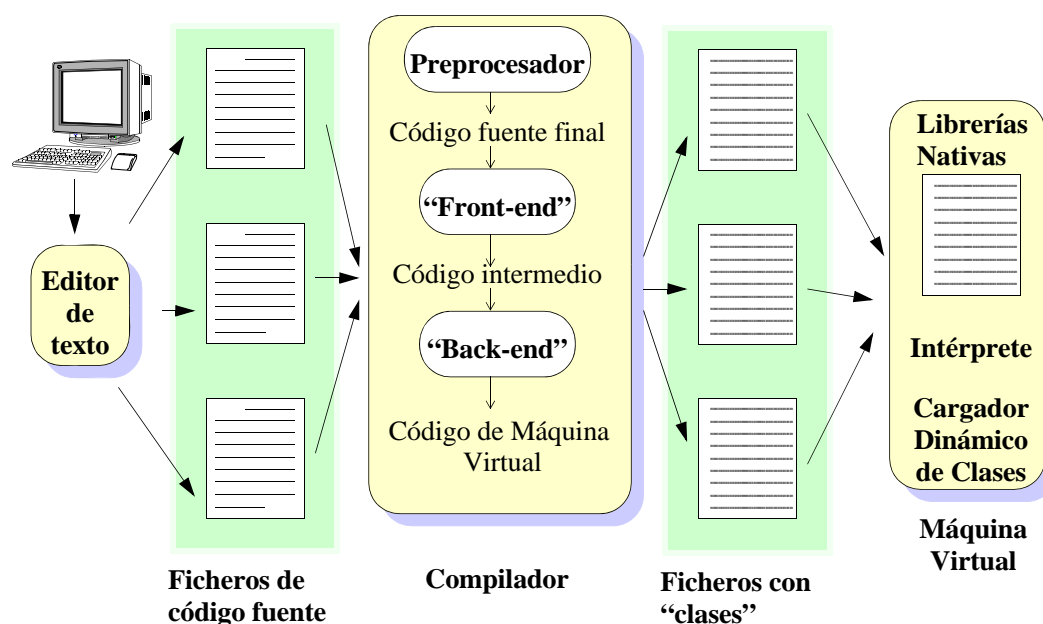 Editor
de
texto
Ficheros de
código fuente
Preprocesador
Código fuente final
“Front-end”
Código intermedio
“Back-end”
Código de Máquina
Virtual
Compilador
Ficheros con
“clases”
Librerías
Nativas
Intérprete
Cargador
Dinámico
de Clases
Máquina
Virtual